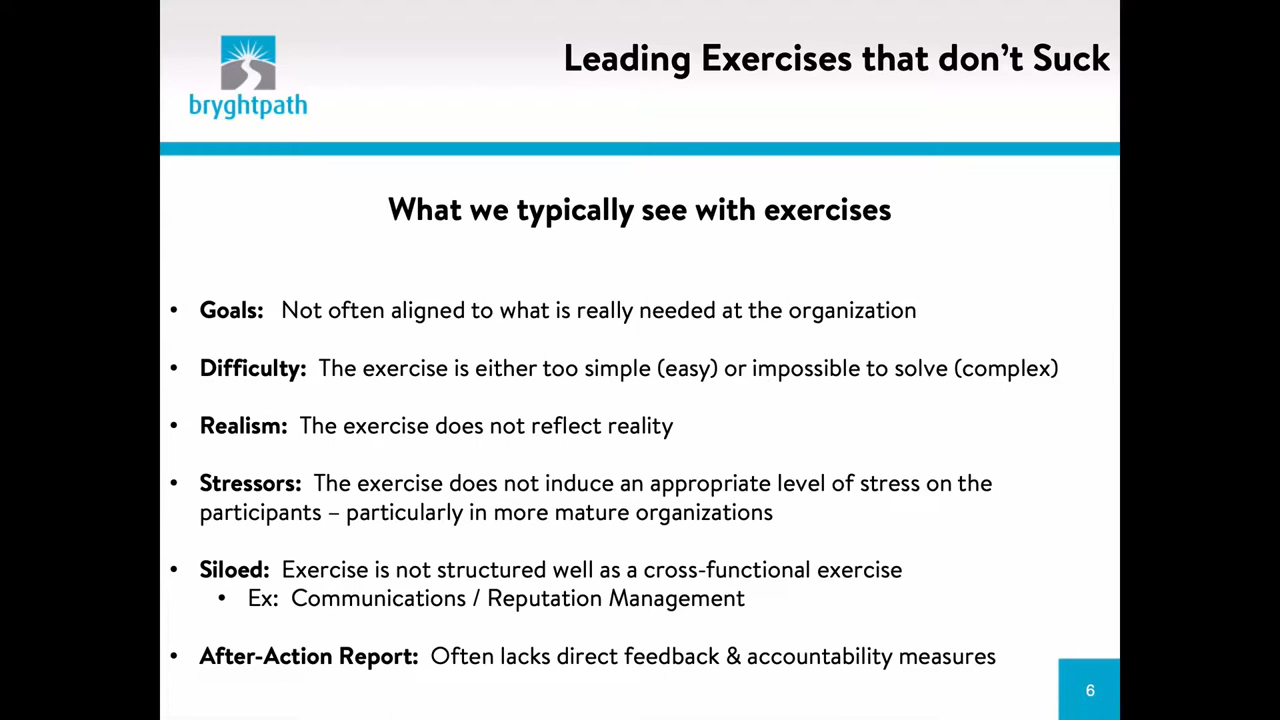 bryghtpath
Leading Exercises that don't Suck
What we typically see with exercises
• Goals: Not often aligned to what is really needed at the organization
• Difficulty: The exercise is either too simple (easy) or impossible to solve (complex)
• Realism: The exercise does not reflect reality
• Stressors: The exercise does not induce an appropriate level of stress on the
participants – particularly in more mature organizations
• Siloed: Exercise is not structured well as a cross-functional exercise
• Ex: Communications / Reputation Management
• After-Action Report: Often lacks direct feedback & accountability measures
6